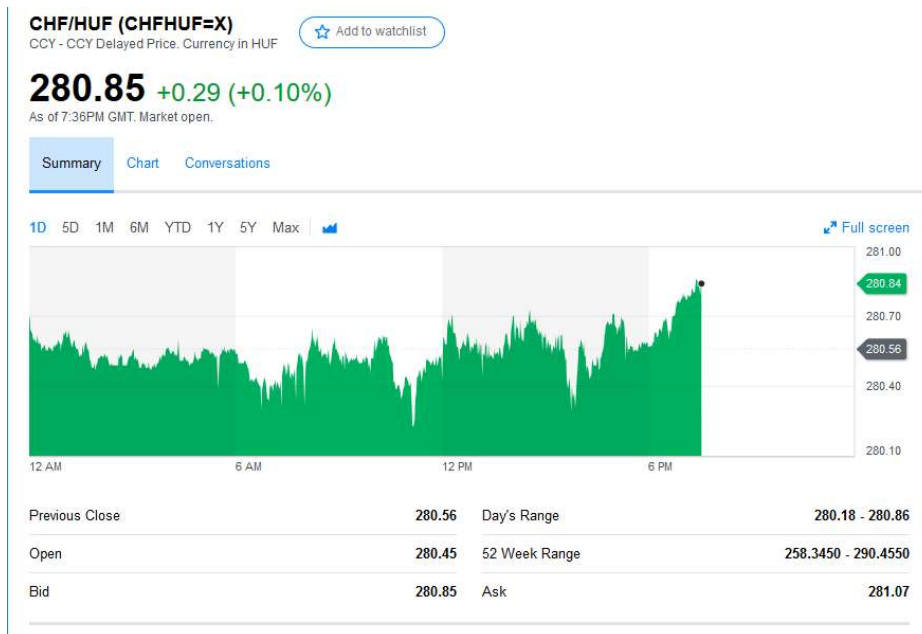 CHF/HUF (CHFHUF=X)
Add to watchlist
CCY - CCY Delayed Price. Currency in HUF
280.85 +0.29 (+0.10%)
As of 7:36PM GMT. Market open.
Summary Chart Conversations
1D 5D 1M 6M YTD 1Y 5Y Max Full screen
281.00
280.84
280.70
280.56
280.40
280.10
12 AM 6 AM 12 PM 6 PM
Previous Close 280.56 Day's Range 280.18 - 280.86
Open 280.45 52 Week Range 258.3450 - 290.4550
Bid 280.85 Ask 281.07